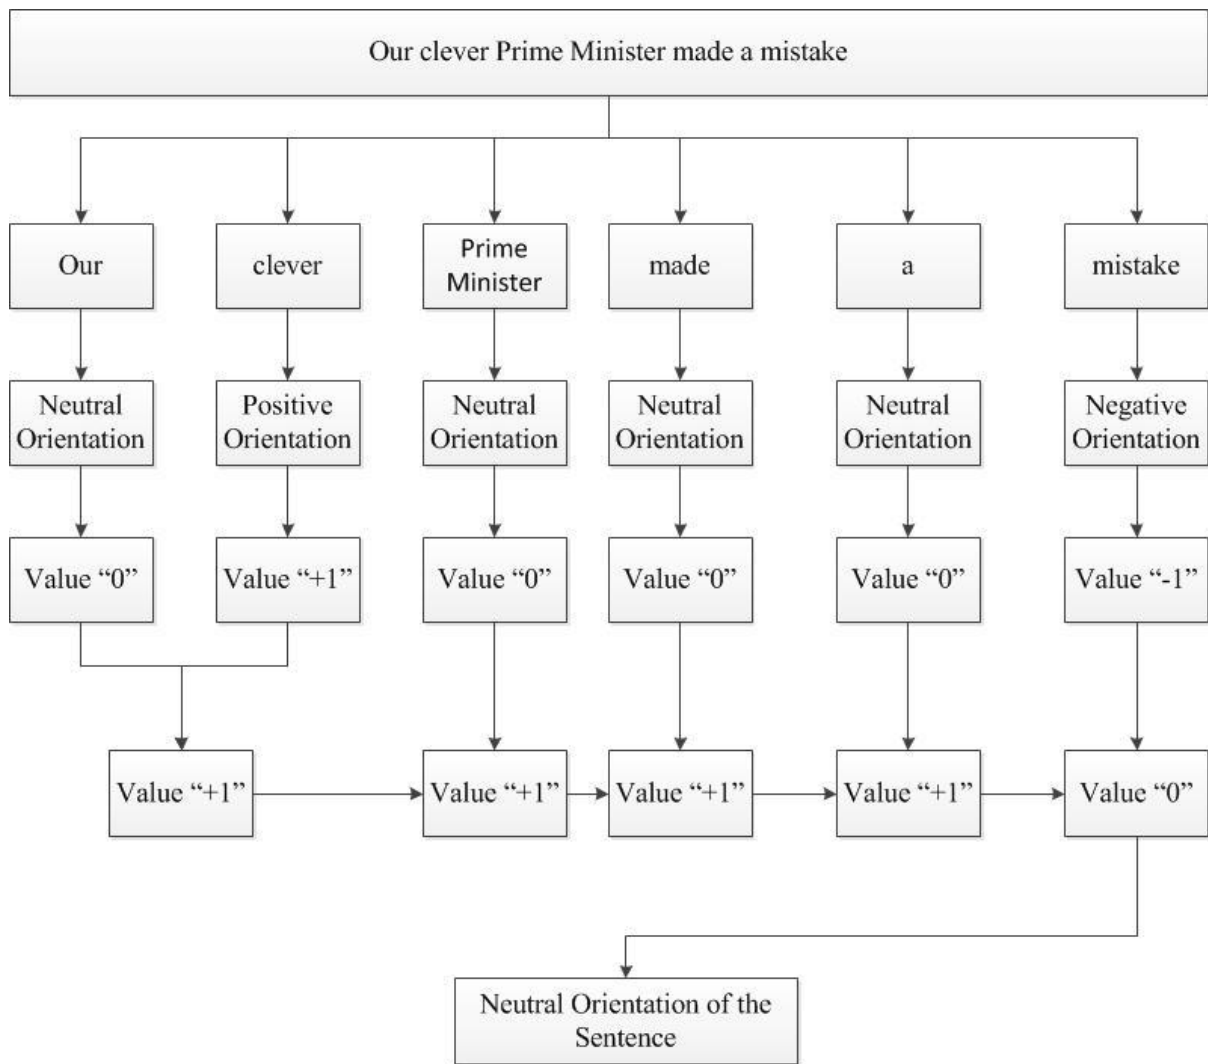 Our clever Prime Minister made a mistake
Our
clever
Prime
Minister
made
a
mistake
Neutral
Orientation
Positive
Orientation
Neutral
Orientation
Neutral
Orientation
Neutral
Orientation
Negative
Orientation
Value “0”
Value “+1”
Value “0”
Value “0”
Value “0”
Value “-1”
Value “+1”
Value “+1”
Value “+1”
Value “+1”
Value “0”
Neutral Orientation of the
Sentence